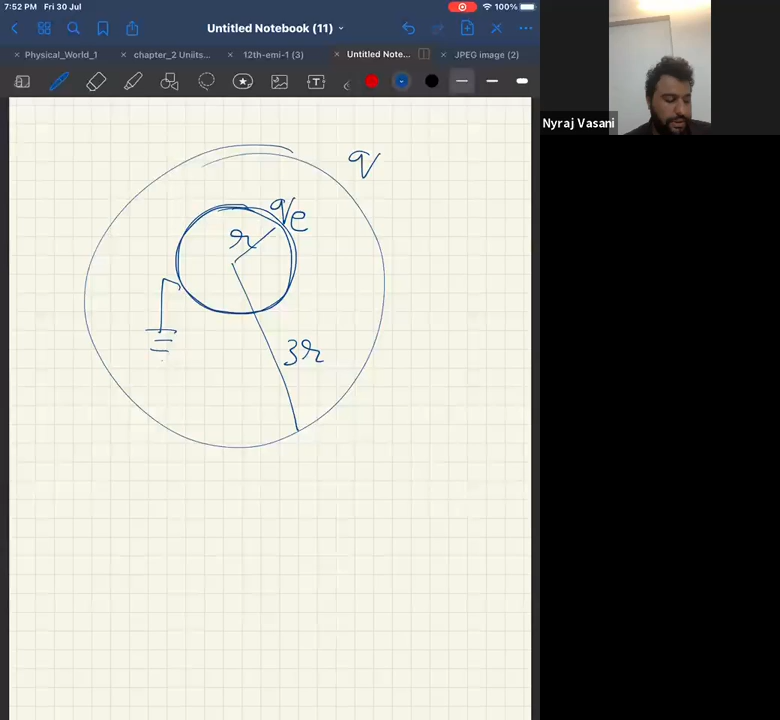 7:52 PM Fri 30 Jul
100%
Untitled Notebook (11)
Physical_World_1
chapter_2 Uniits...
12th-emi-1 (3)
Untitled Note...
JPEG image (2)
Nyraj Vasani
q
qe
r
3r